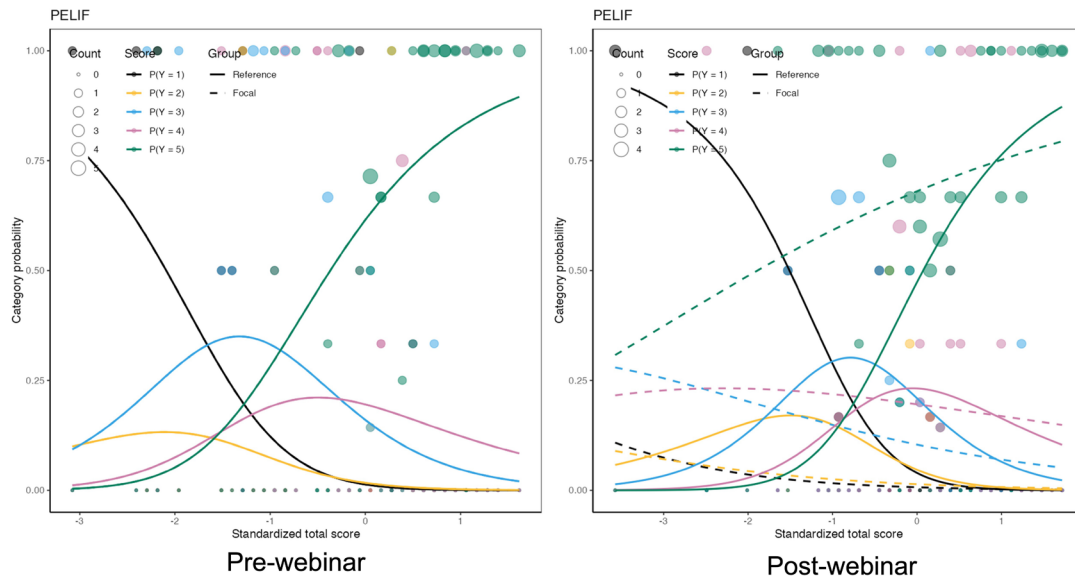 PELIF
1.00
0.75
0.50
0.25
0.00
Category probability
Count
0
1
2
3
4
5
Score
P(Y = 1)
P(Y = 2)
P(Y = 3)
P(Y = 4)
P(Y = 5)
Group
Reference
Focal
-3 -2 -1 0 1
Standardized total score
Pre-webinar
PELIF
1.00
0.75
0.50
0.25
0.00
Category probability
Count
0
1
2
3
4
Score
P(Y = 1)
P(Y = 2)
P(Y = 3)
P(Y = 4)
P(Y = 5)
Group
Reference
Focal
-3 -2 -1 0 1
Standardized total score
Post-webinar